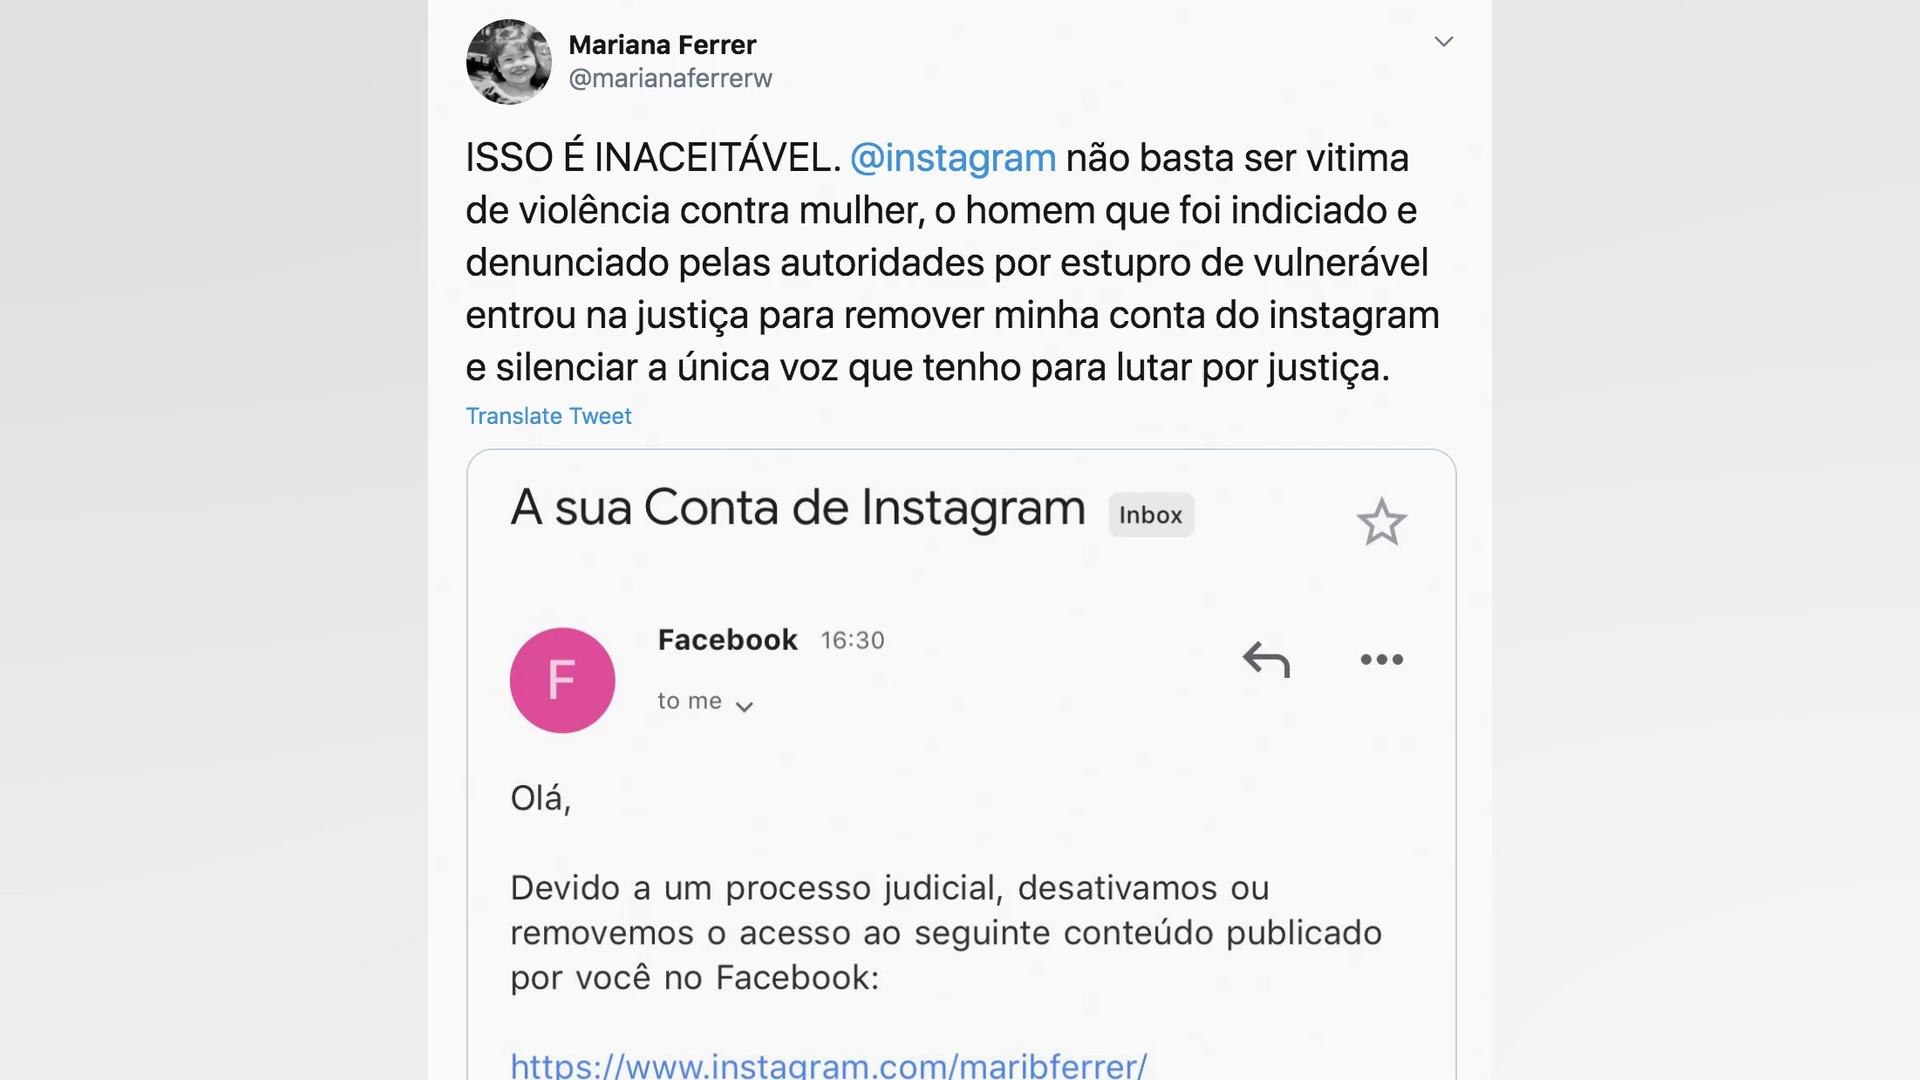 Mariana Ferrer
@marianaferrerw
ISSO É INACEITÁVEL. @instagram não basta ser vitima
de violência contra mulher, o homem que foi indiciado e
denunciado pelas autoridades por estupro de vulnerável
entrou na justiça para remover minha conta do instagram
e silenciar a única voz que tenho para lutar por justiça.
Translate Tweet
A sua Conta de Instagram Inbox
F
Facebook 16:30
to me
Olá,
Devido a um processo judicial, desativamos ou
removemos o acesso ao seguinte conteúdo publicado
por você no Facebook:
https://www.instagram.com/maribferrer/